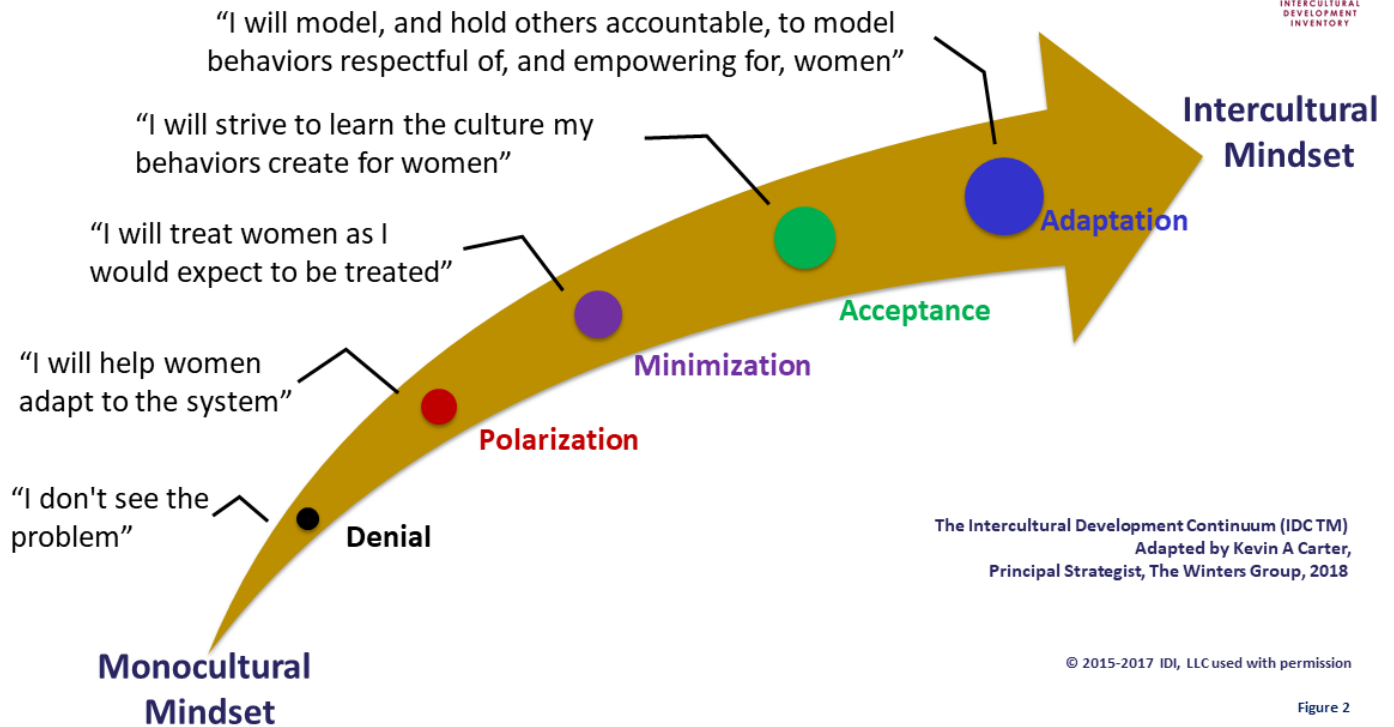 INTERCULTURAL
DEVELOPMENT
INVENTORY
“I will model, and hold others accountable, to model
behaviors respectful of, and empowering for, women”
Intercultural
Mindset
“I will strive to learn the culture my
behaviors create for women”
Adaptation
“I will treat women as I
would expect to be treated”
Acceptance
“I will help women
adapt to the system”
Minimization
Polarization
“I don't see the
problem”
Denial
The Intercultural Development Continuum (IDC TM)
Adapted by Kevin A Carter,
Principal Strategist, The Winters Group, 2018
Monocultural
Mindset
© 2015-2017 IDI, LLC used with permission
Figure 2